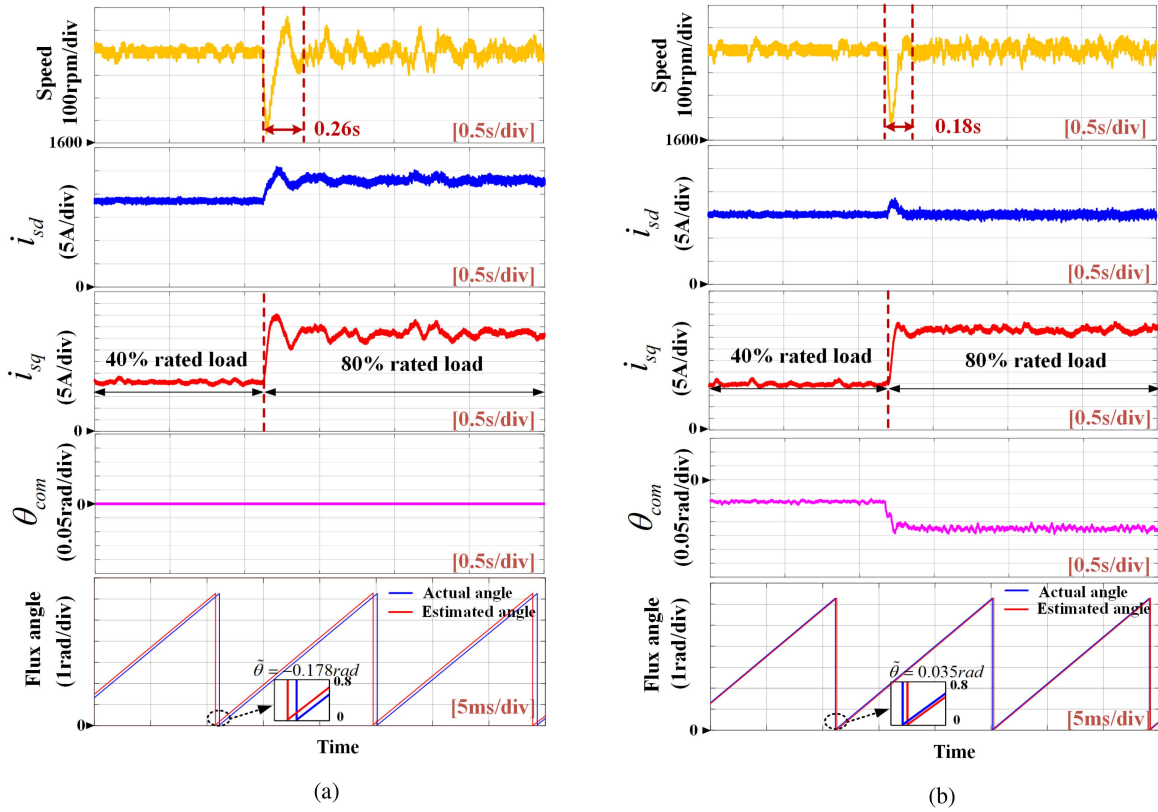 Speed
100rpm/div
1600
0.26s
[0.5s/div]
i_sd
(5A/div)
0
[0.5s/div]
i_sq
(5A/div)
40% rated load
80% rated load
0
[0.5s/div]
θ_com
(0.05rad/div)
0
[0.5s/div]
Flux angle
(1rad/div)
Actual angle
Estimated angle
θ̃ = −0.178rad
0.8
0
0
[5ms/div]
Time
(a)
Speed
100rpm/div
1600
0.18s
[0.5s/div]
i_sd
(5A/div)
0
[0.5s/div]
i_sq
(5A/div)
40% rated load
80% rated load
0
[0.5s/div]
θ_com
(0.05rad/div)
0
[0.5s/div]
Flux angle
(1rad/div)
Actual angle
Estimated angle
θ̃ = 0.035rad
0.8
0
0
[5ms/div]
Time
(b)